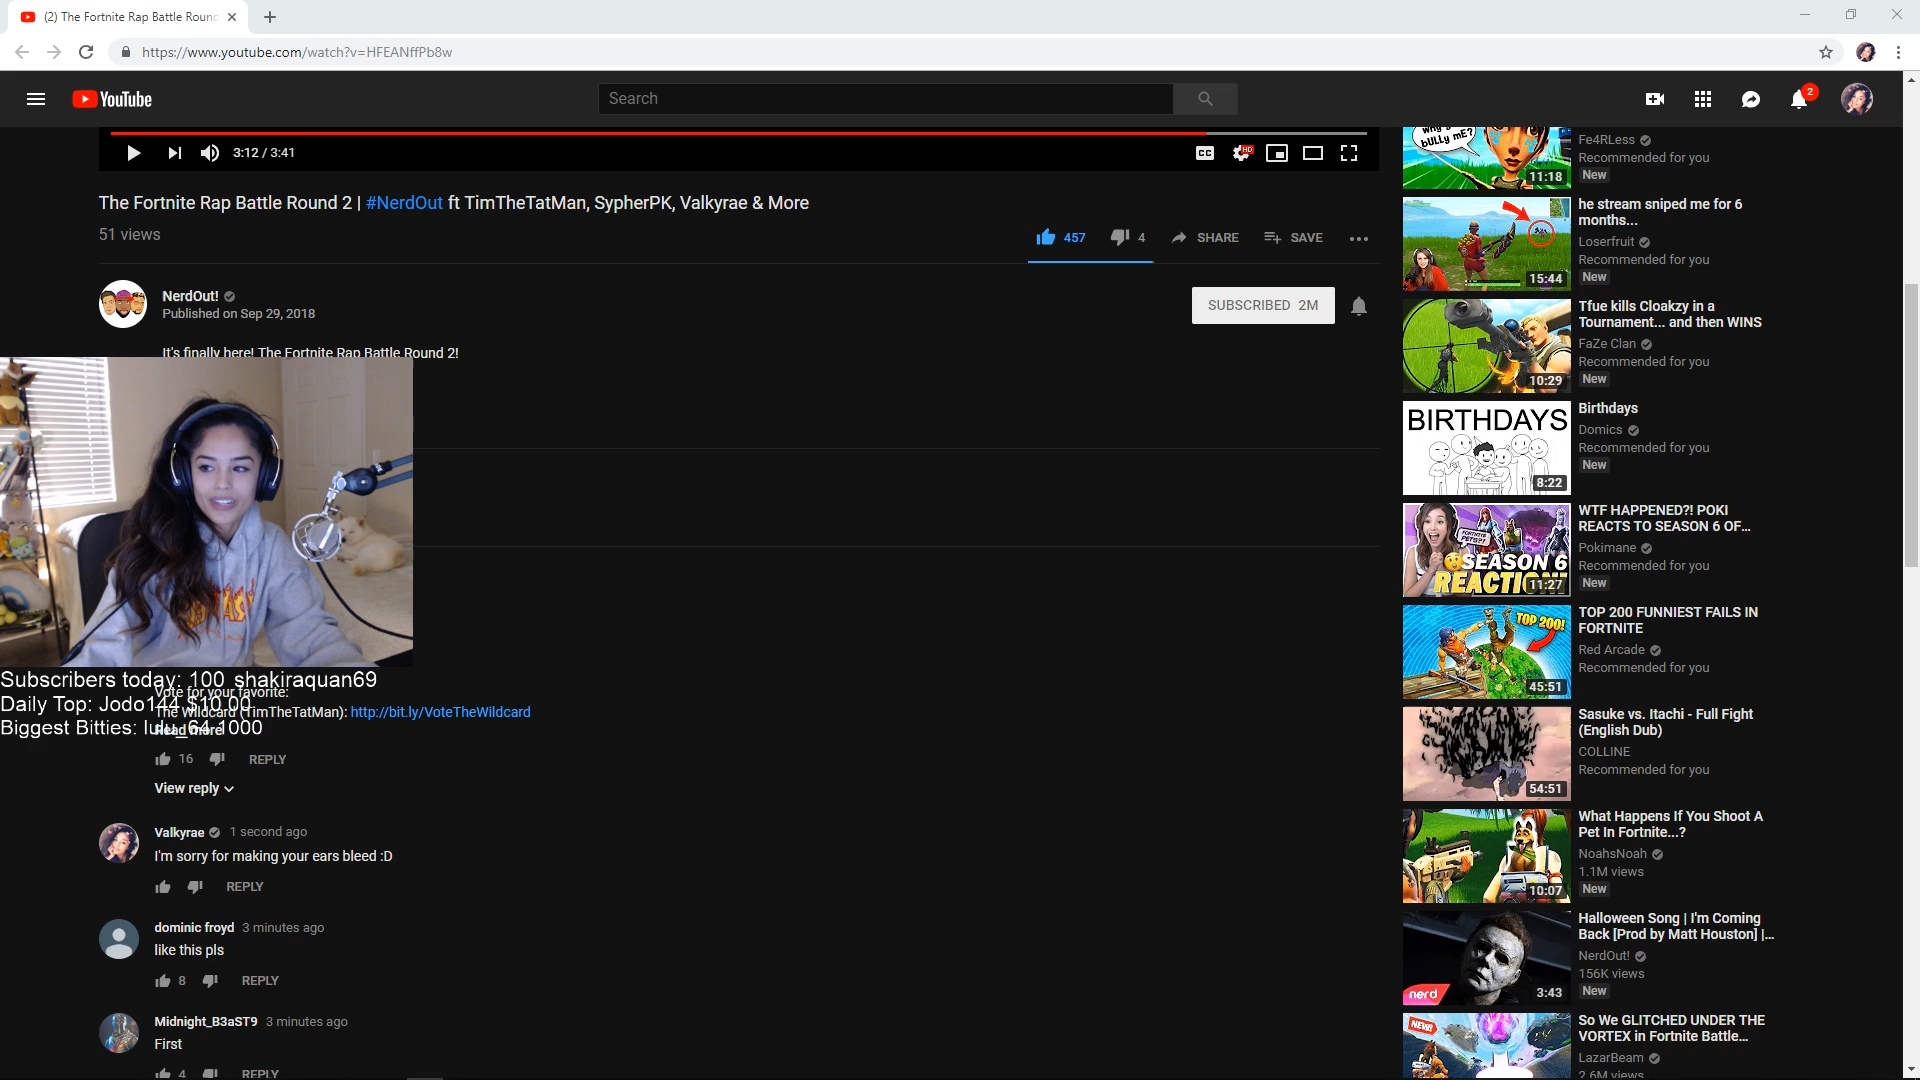 (2) The Fortnite Rap Battle Round
https://www.youtube.com/watch?v=HFEANffPb8w
YouTube
Search
2
3:12 / 3:41
CC
HD
The Fortnite Rap Battle Round 2 | #NerdOut ft TimTheTatMan, SypherPK, Valkyrae & More
51 views
457
4
SHARE
SAVE
NerdOut!
Published on Sep 29, 2018
SUBSCRIBED 2M
It's finally here! The Fortnite Rap Battle Round 2!
Subscribers today: 100 shakiraquan69
Daily Top: Jodo144 $10.00
Biggest Bitties: lulu_64 1000
Vote for your favorite:
The Wildcard (TimTheTatMan): http://bit.ly/VoteTheWildcard
Read more
16
REPLY
View reply
Valkyrae 1 second ago
I'm sorry for making your ears bleed :D
REPLY
dominic froyd 3 minutes ago
like this pls
8
REPLY
Midnight_B3aST9 3 minutes ago
First
4
REPLY
bULLy mE?
11:18
Fe4RLess
Recommended for you
New
15:44
he stream sniped me for 6
months...
Loserfruit
Recommended for you
New
10:29
Tfue kills Cloakzy in a
Tournament... and then WINS
FaZe Clan
Recommended for you
New
BIRTHDAYS
8:22
Birthdays
Domics
Recommended for you
New
SEASON 6
REACTION!
11:27
WTF HAPPENED?! POKI
REACTS TO SEASON 6 OF...
Pokimane
Recommended for you
New
TOP 200!
45:51
TOP 200 FUNNIEST FAILS IN
FORTNITE
Red Arcade
Recommended for you
54:51
Sasuke vs. Itachi - Full Fight
(English Dub)
COLLINE
Recommended for you
10:07
What Happens If You Shoot A
Pet In Fortnite...?
NoahsNoah
1.1M views
New
nerd
3:43
Halloween Song | I'm Coming
Back [Prod by Matt Houston] |...
NerdOut!
156K views
New
NEW!
So We GLITCHED UNDER THE
VORTEX in Fortnite Battle...
LazarBeam
2.6M views